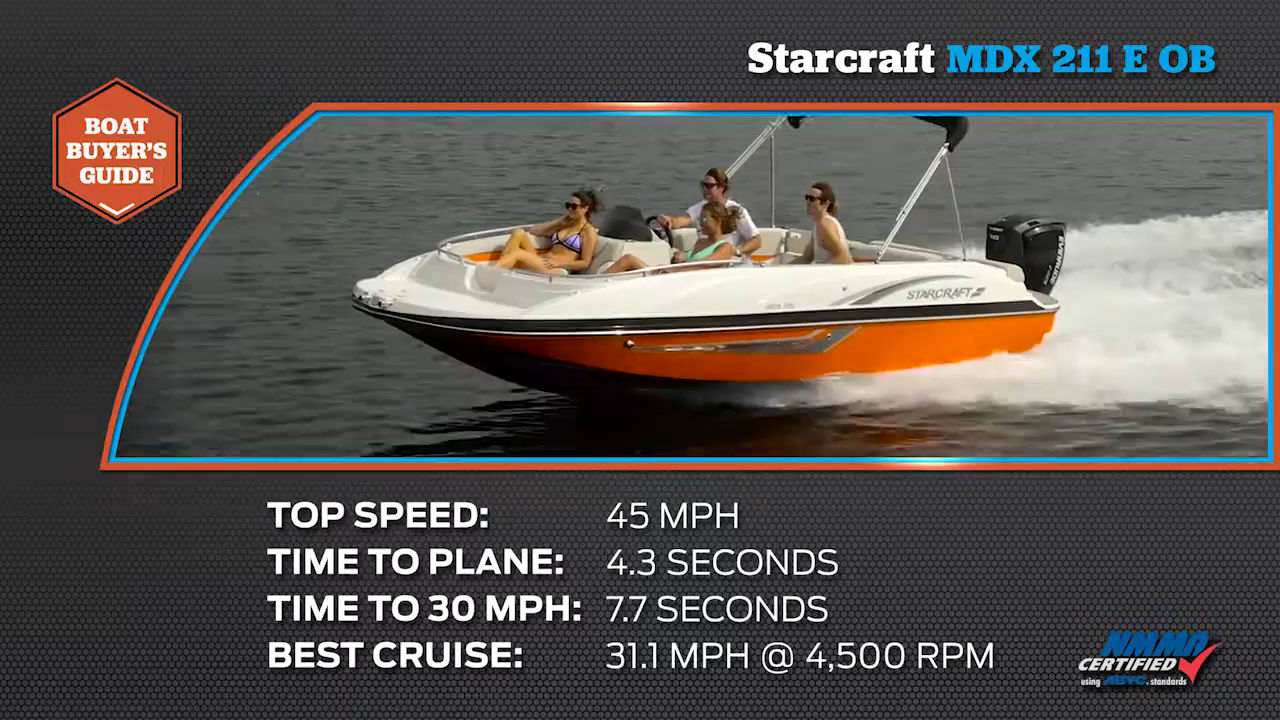 Starcraft MDX 211 E OB
BOAT
BUYER'S
GUIDE
STARCRAFT
EVINRUDE
TOP SPEED: 45 MPH
TIME TO PLANE: 4.3 SECONDS
TIME TO 30 MPH: 7.7 SECONDS
BEST CRUISE: 31.1 MPH @ 4,500 RPM
NMMA
CERTIFIED
using ABYC. standards